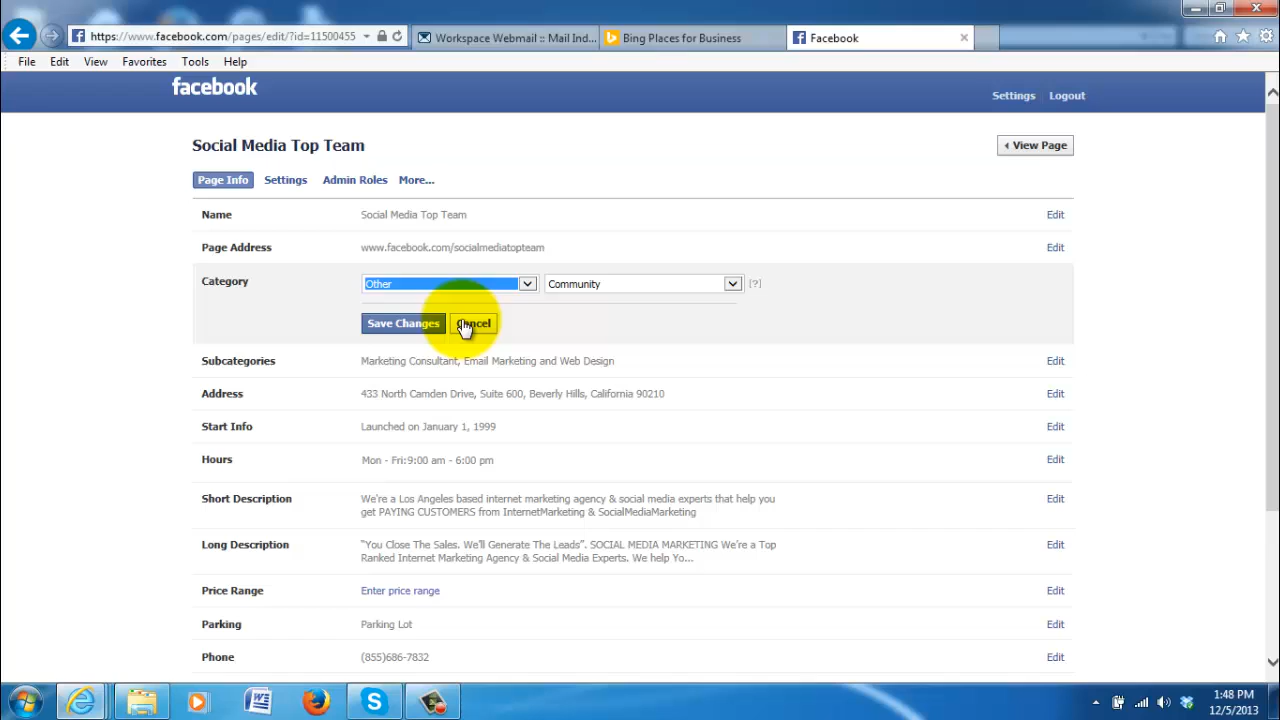 https://www.facebook.com/pages/edit/?id=11500455
Workspace Webmail :: Mail Ind...
Bing Places for Business
Facebook
File Edit View Favorites Tools Help
facebook
Settings Logout
Social Media Top Team
View Page
Page Info Settings Admin Roles More...
Name Social Media Top Team Edit
Page Address www.facebook.com/socialmediatopteam Edit
Category Other Community [?]
Save Changes Cancel
Subcategories Marketing Consultant, Email Marketing and Web Design Edit
Address 433 North Camden Drive, Suite 600, Beverly Hills, California 90210 Edit
Start Info Launched on January 1, 1999 Edit
Hours Mon - Fri:9:00 am - 6:00 pm Edit
Short Description We're a Los Angeles based internet marketing agency & social media experts that help you Edit
get PAYING CUSTOMERS from InternetMarketing & SocialMediaMarketing
Long Description "You Close The Sales. We'll Generate The Leads". SOCIAL MEDIA MARKETING We're a Top Edit
Ranked Internet Marketing Agency & Social Media Experts. We help Yo...
Price Range Enter price range Edit
Parking Parking Lot Edit
Phone (855)686-7832 Edit
1:48 PM
12/5/2013